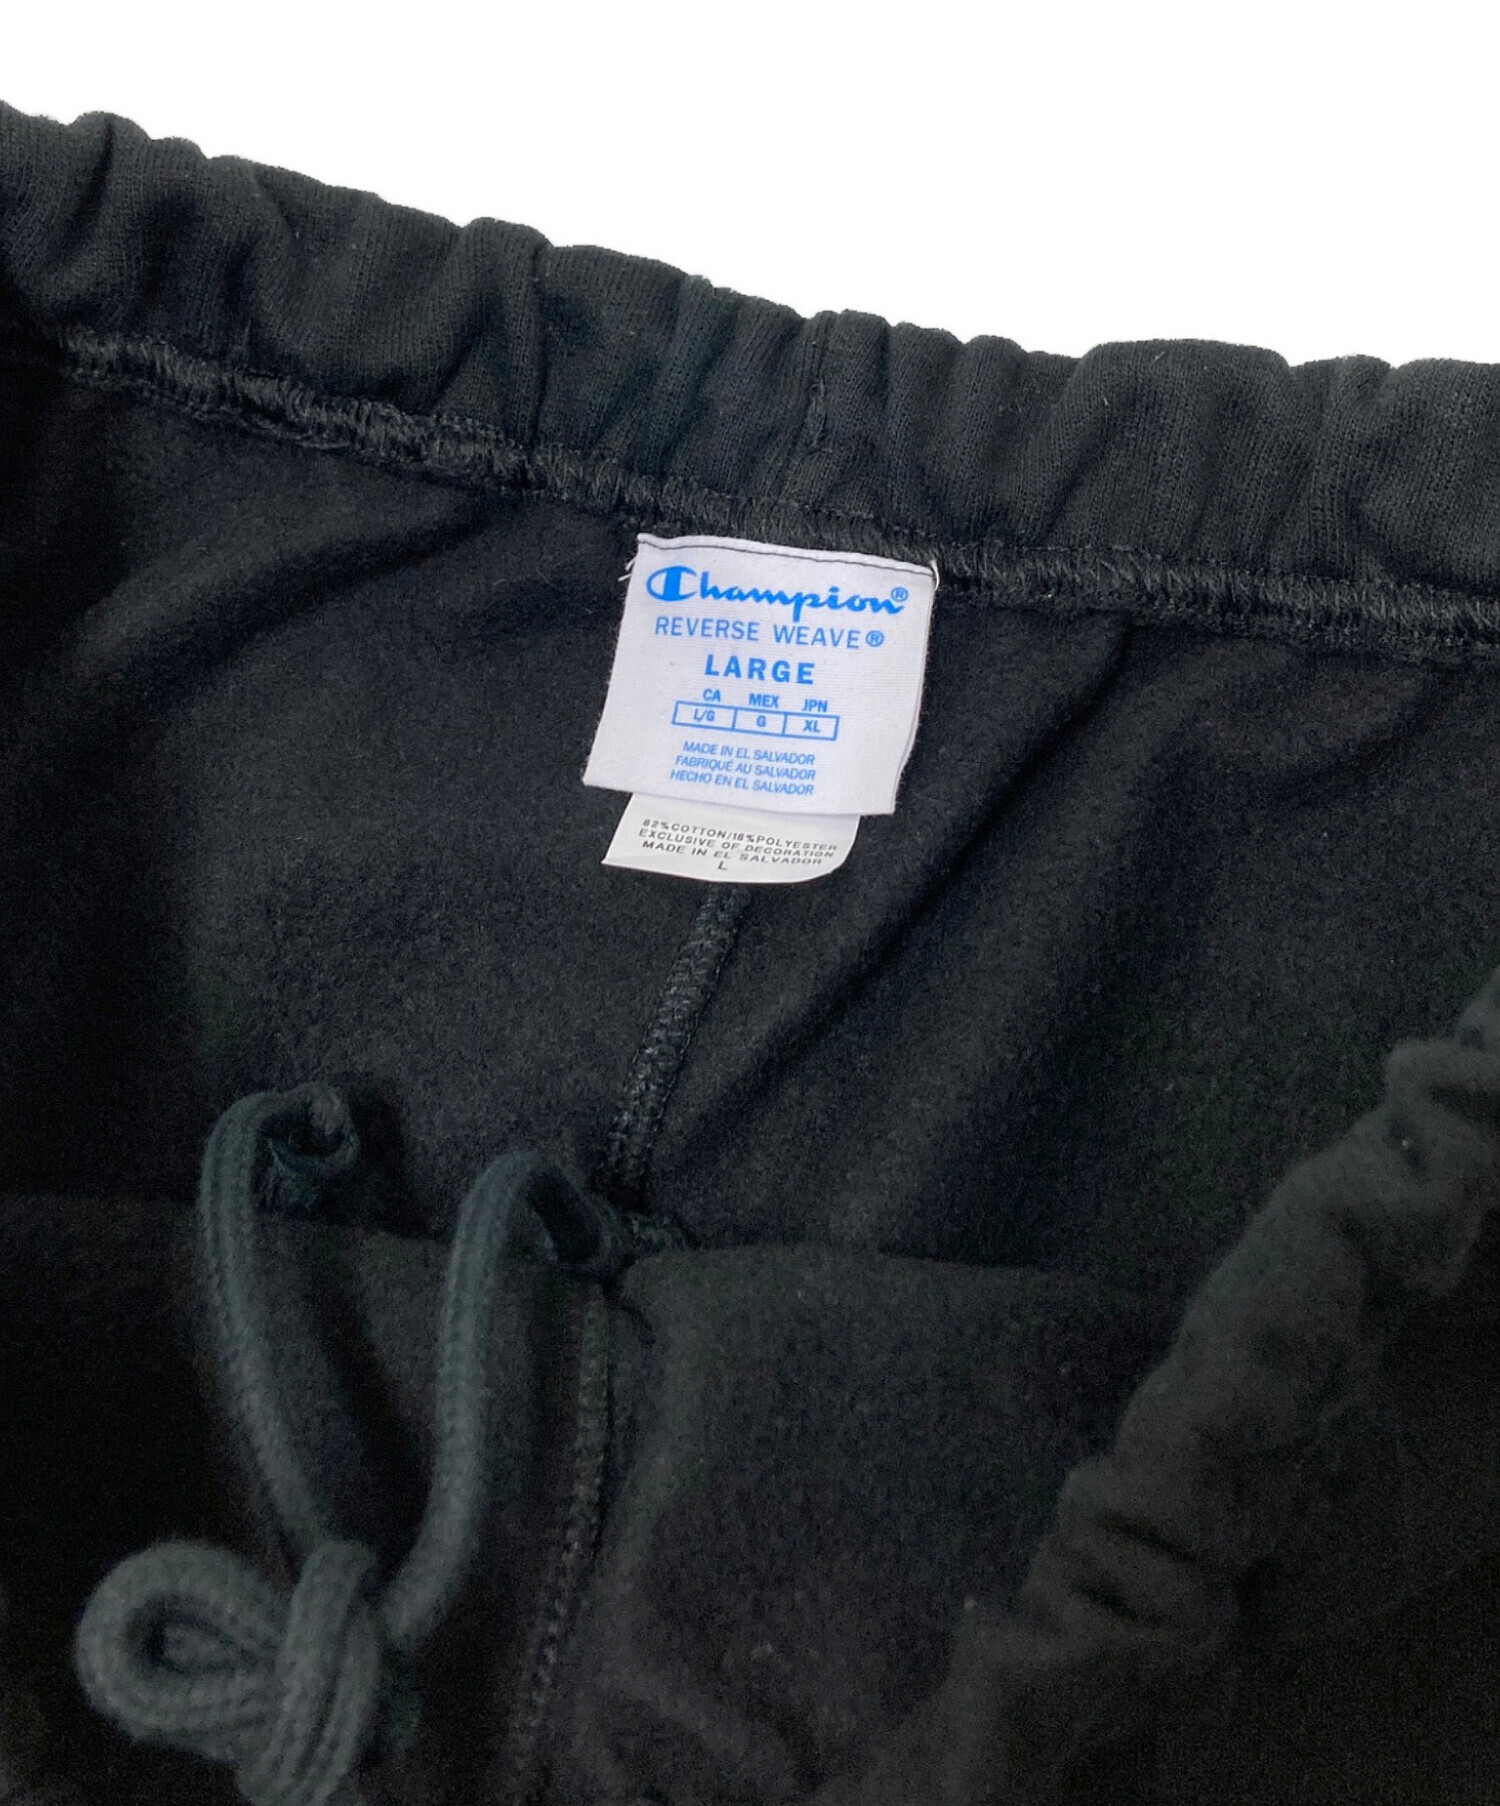 Champion®
REVERSE WEAVE®
LARGE
CA MEX JPN
L/G G XL
MADE IN EL SALVADOR
FABRIQUÉ AU SALVADOR
HECHO EN EL SALVADOR
82%COTTON/18%POLYESTER
EXCLUSIVE OF DECORATION
MADE IN EL SALVADOR
L